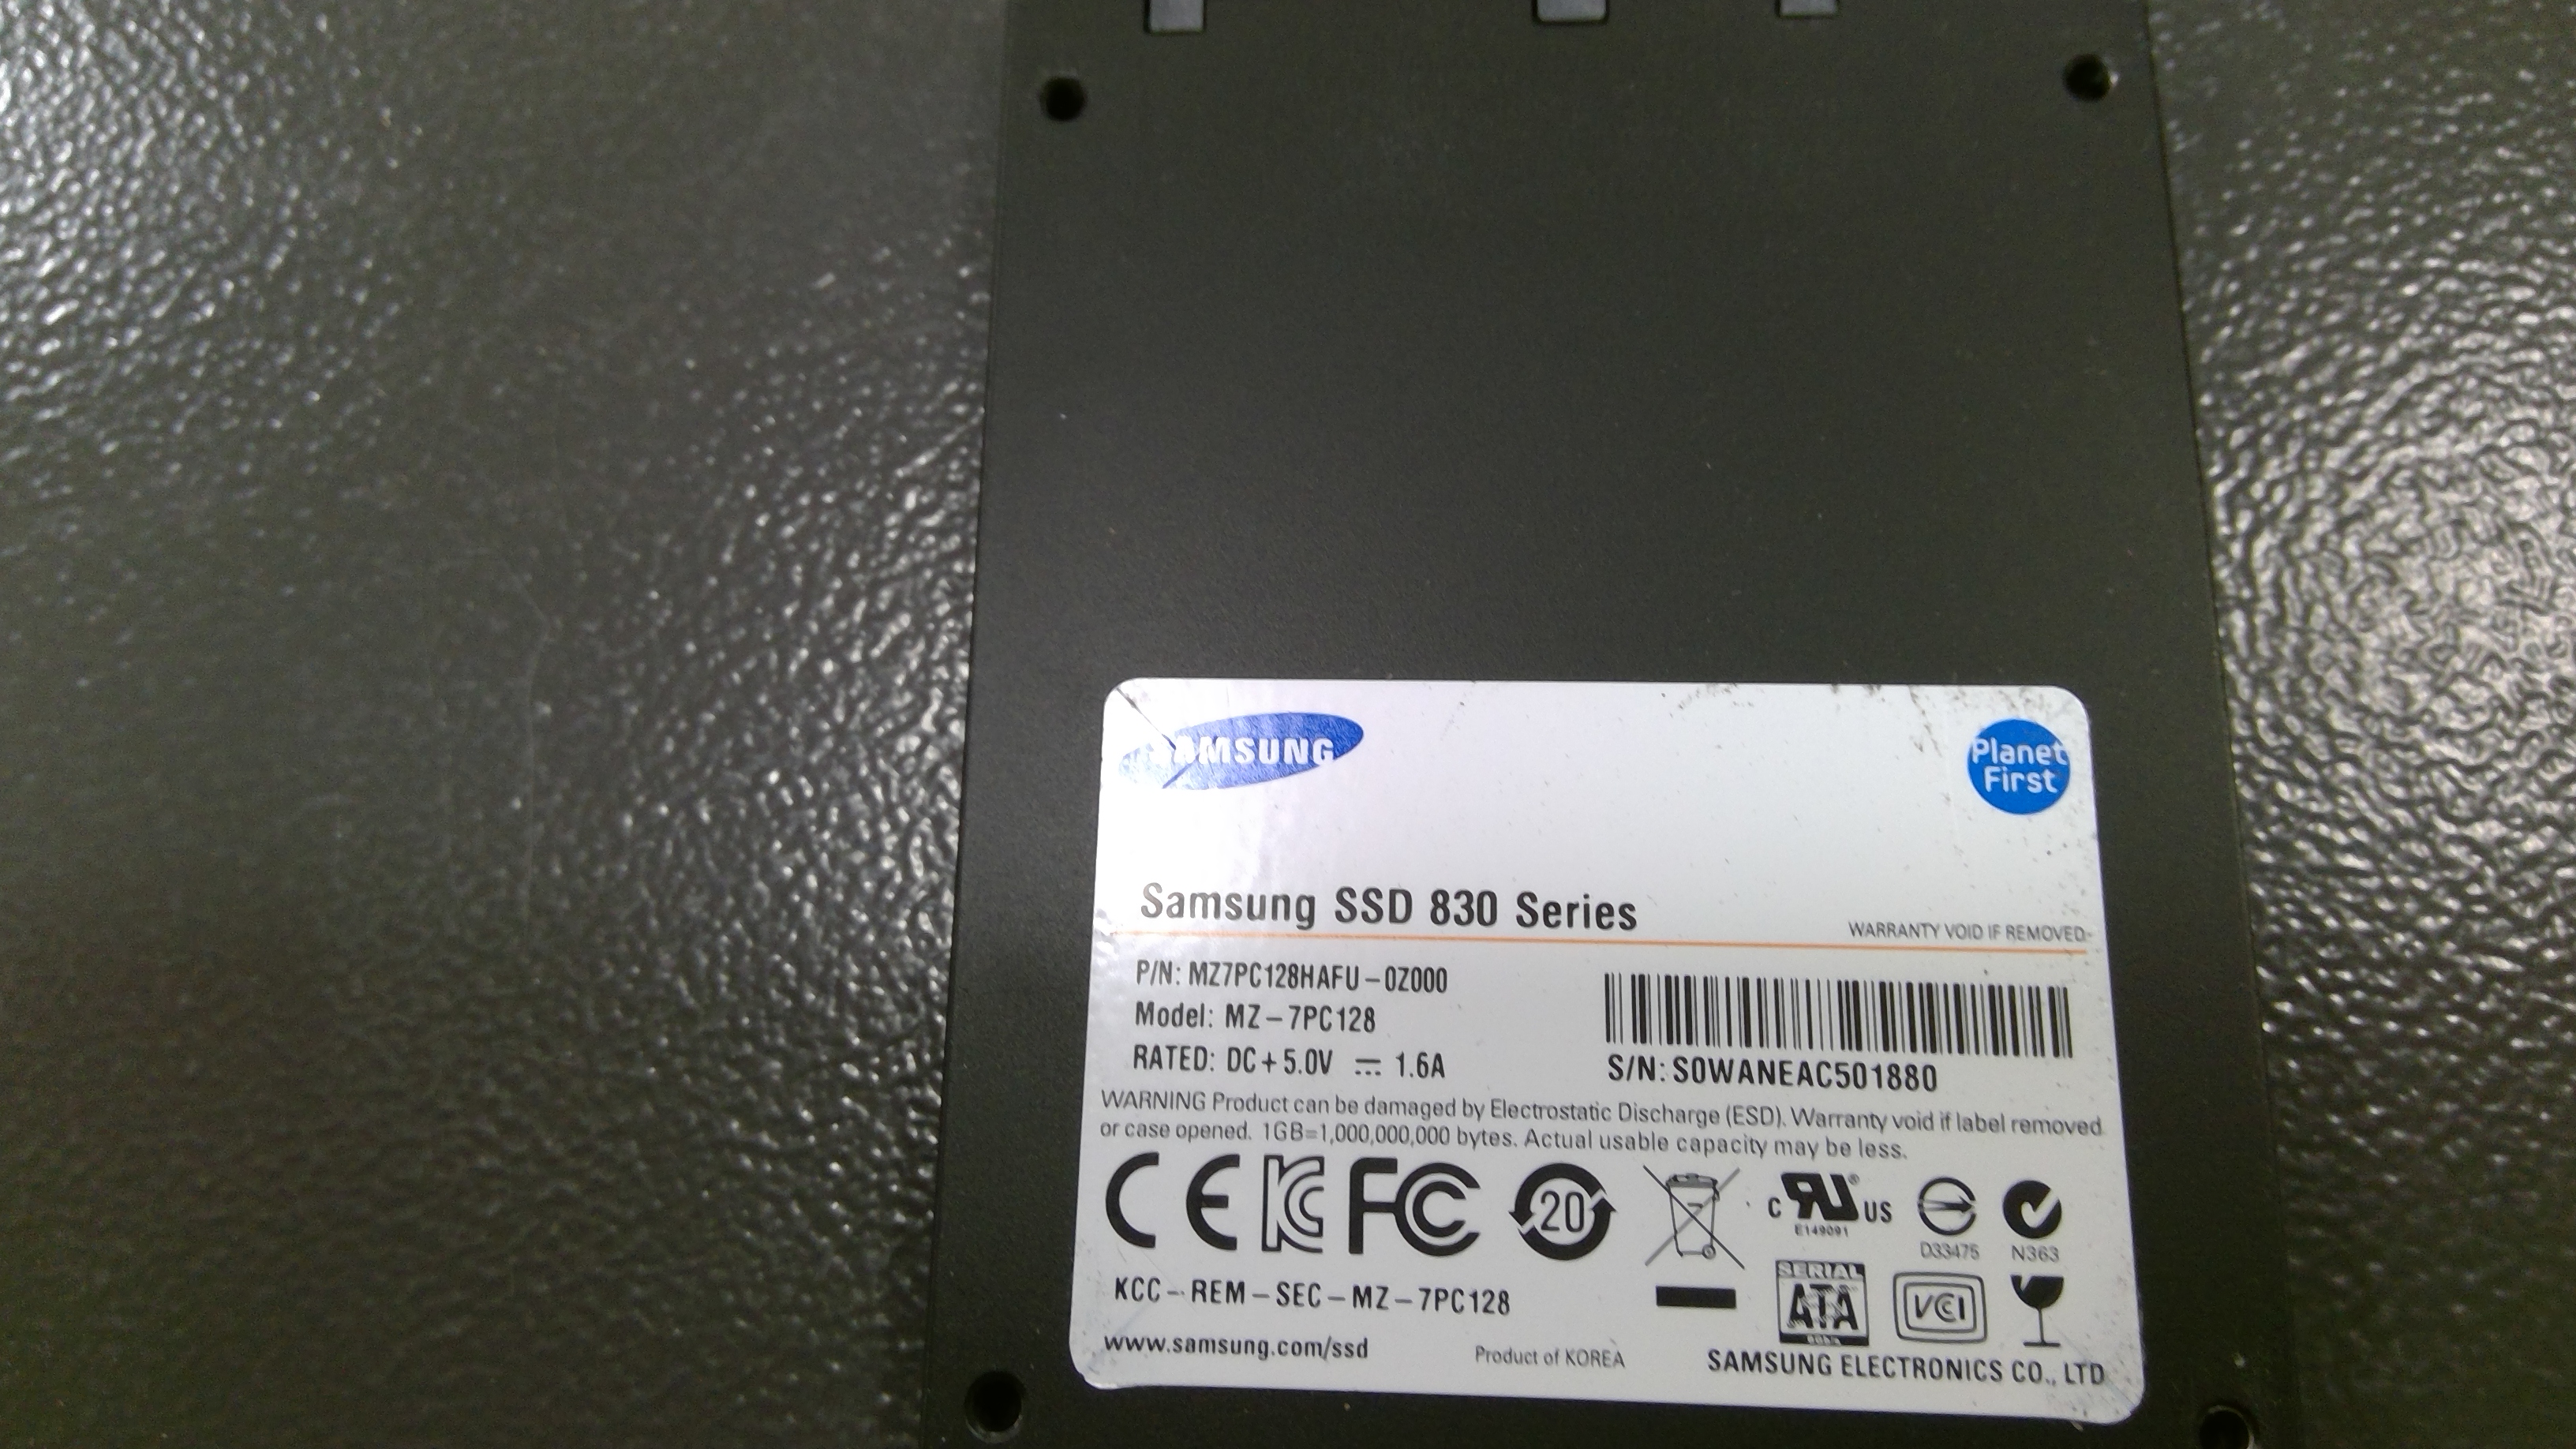 SAMSUNG
Planet
First
Samsung SSD 830 Series
WARRANTY VOID IF REMOVED
P/N: MZ7PC128HAFU-0Z000
Model: MZ-7PC128
RATED: DC+5.0V ⎓ 1.6A
S/N: S0WANEAC501880
WARNING Product can be damaged by Electrostatic Discharge (ESD). Warranty void if label removed
or case opened. 1GB=1,000,000,000 bytes. Actual usable capacity may be less.
CE KC FC 20 c RU® US
E149091
D33475
N363
KCC-REM-SEC-MZ-7PC128
SERIAL
ATA
VCI
www.samsung.com/ssd
Product of KOREA
SAMSUNG ELECTRONICS CO., LTD